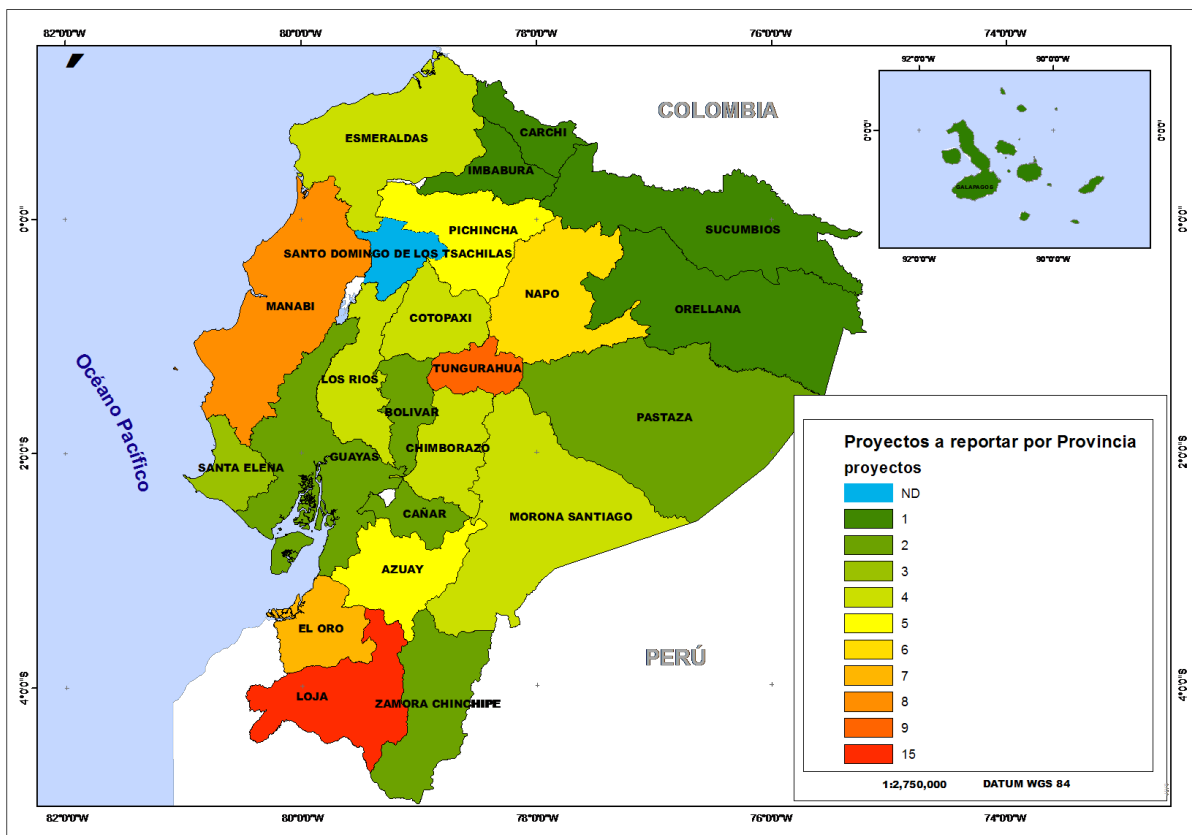 82°0'0"W 80°0'0"W 78°0'0"W 76°0'0"W 74°0'0"W
92°0'0"W 90°0'0"W
COLOMBIA
CARCHI
ESMERALDAS
0°0'0" 0°0'0"
IMBABURA
GALAPAGOS
0°0'0" 0°0'0"
PICHINCHA
SUCUMBIOS
SANTO DOMINGO DE LOS TSACHILAS
92°0'0"W 90°0'0"W
NAPO
MANABI
ORELLANA
COTOPAXI
Océano Pacífico
TUNGURAHUA
LOS RIOS
BOLIVAR
PASTAZA
CHIMBORAZO
2°0'0"S 2°0'0"S
GUAYAS
SANTA ELENA
CAÑAR
MORONA SANTIAGO
AZUAY
EL ORO
PERÚ
4°0'0"S 4°0'0"S
LOJA
ZAMORA CHINCHIPE
Proyectos a reportar por Provincia
proyectos
ND
1
2
3
4
5
6
7
8
9
15
1:2,750,000 DATUM WGS 84
82°0'0"W 80°0'0"W 78°0'0"W 76°0'0"W 74°0'0"W